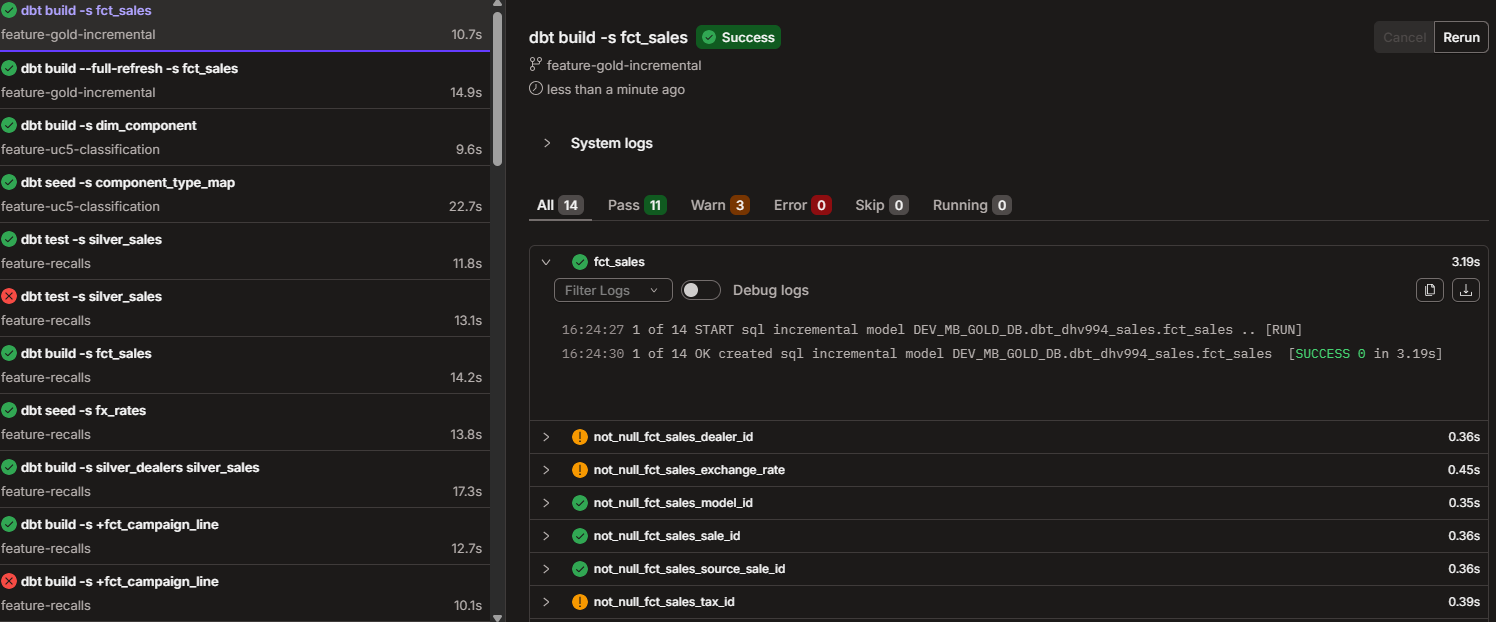 dbt build -s fct_sales
feature-gold-incremental 10.7s
dbt build --full-refresh -s fct_sales
feature-gold-incremental 14.9s
dbt build -s dim_component
feature-uc5-classification 9.6s
dbt seed -s component_type_map
feature-uc5-classification 22.7s
dbt test -s silver_sales
feature-recalls 11.8s
dbt test -s silver_sales
feature-recalls 13.1s
dbt build -s fct_sales
feature-recalls 14.2s
dbt seed -s fx_rates
feature-recalls 13.8s
dbt build -s silver_dealers silver_sales
feature-recalls 17.3s
dbt build -s +fct_campaign_line
feature-recalls 12.7s
dbt build -s +fct_campaign_line
feature-recalls 10.1s
dbt build -s fct_sales Success Cancel Rerun
feature-gold-incremental
less than a minute ago
System logs
All 14 Pass 11 Warn 3 Error 0 Skip 0 Running 0
fct_sales 3.19s
Filter Logs Debug logs
16:24:27 1 of 14 START sql incremental model DEV_MB_GOLD_DB.dbt_dhv994_sales.fct_sales .. [RUN]
16:24:30 1 of 14 OK created sql incremental model DEV_MB_GOLD_DB.dbt_dhv994_sales.fct_sales [SUCCESS 0 in 3.19s]
not_null_fct_sales_dealer_id 0.36s
not_null_fct_sales_exchange_rate 0.45s
not_null_fct_sales_model_id 0.35s
not_null_fct_sales_sale_id 0.36s
not_null_fct_sales_source_sale_id 0.36s
not_null_fct_sales_tax_id 0.39s